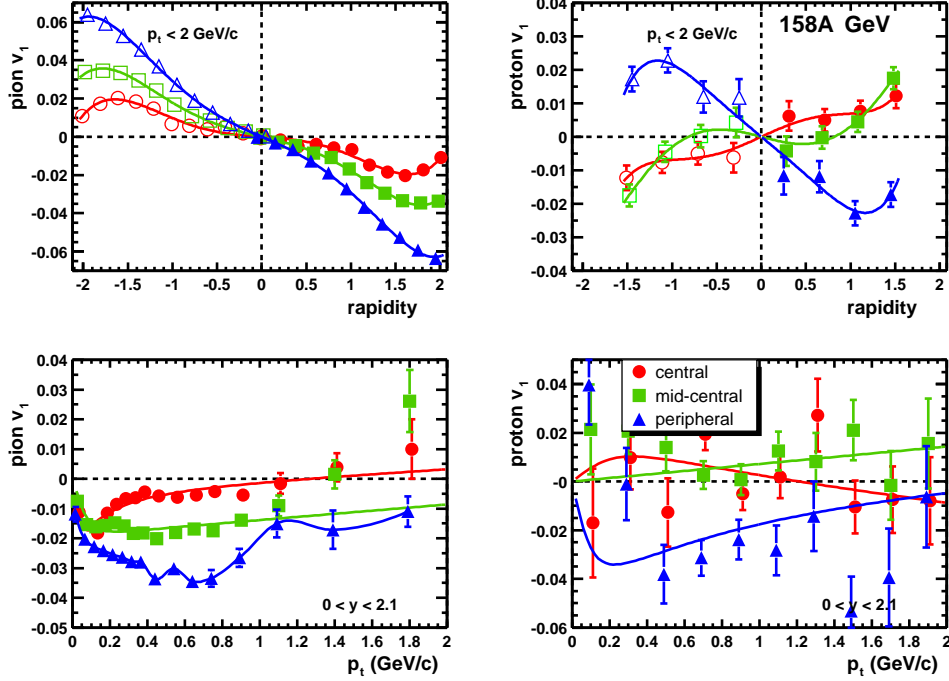 0.06
0.04
0.02
0
-0.02
-0.04
-0.06
pion v1
pt < 2 GeV/c
-2 -1.5 -1 -0.5 0 0.5 1 1.5 2
rapidity
0.04
0.03
0.02
0.01
0
-0.01
-0.02
-0.03
-0.04
proton v1
pt < 2 GeV/c
158A GeV
-2 -1.5 -1 -0.5 0 0.5 1 1.5 2
rapidity
0.04
0.03
0.02
0.01
0
-0.01
-0.02
-0.03
-0.04
-0.05
pion v1
0 < y < 2.1
0 0.2 0.4 0.6 0.8 1 1.2 1.4 1.6 1.8 2
pt (GeV/c)
0.04
0.02
0
-0.02
-0.04
-0.06
proton v1
central
mid-central
peripheral
0 < y < 2.1
0 0.2 0.4 0.6 0.8 1 1.2 1.4 1.6 1.8 2
pt (GeV/c)